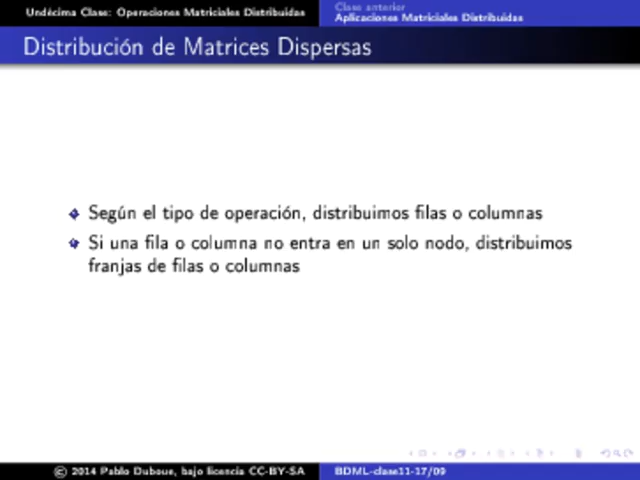 Undécima Clase: Operaciones Matriciales Distribuidas
Clase anterior
Aplicaciones Matriciales Distribuidas
Distribución de Matrices Dispersas
Según el tipo de operación, distribuimos filas o columnas
Si una fila o columna no entra en un solo nodo, distribuimos
franjas de filas o columnas
© 2014 Pablo Duboue, bajo licencia CC-BY-SA
BDML-clase11-17/09